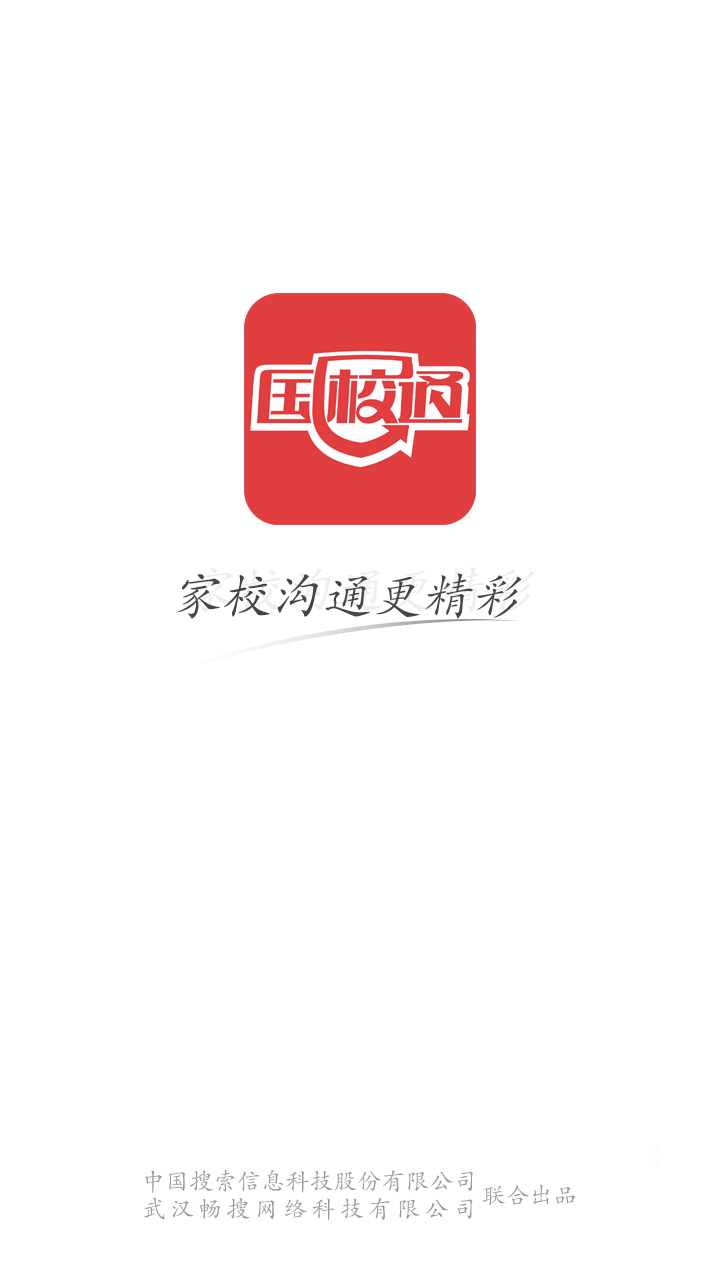 国校通
家校沟通更精彩
中国搜索信息科技股份有限公司
武汉畅搜网络科技有限公司
联合出品